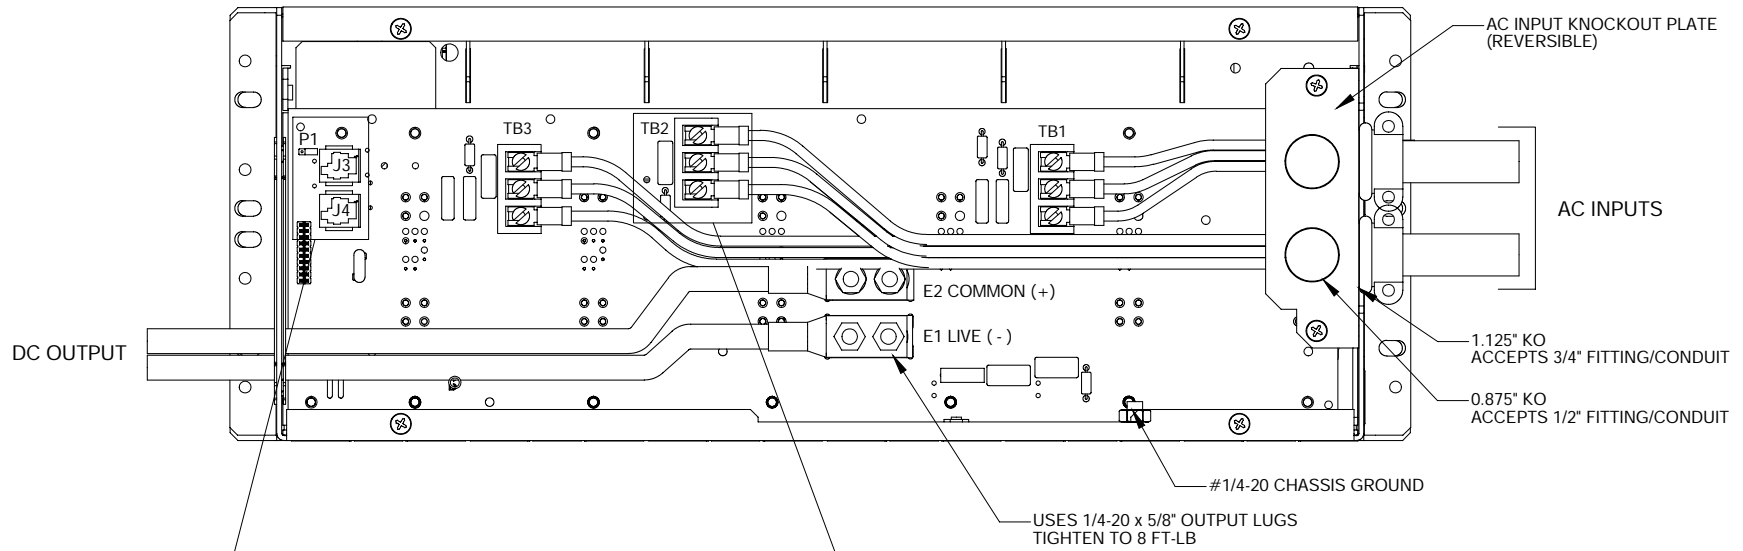 AC INPUT KNOCKOUT PLATE
(REVERSIBLE)
P1
J3
J4
TB3
TB2
TB1
AC INPUTS
E2 COMMON (+)
E1 LIVE ( - )
DC OUTPUT
1.125" KO
ACCEPTS 3/4" FITTING/CONDUIT
0.875" KO
ACCEPTS 1/2" FITTING/CONDUIT
#1/4-20 CHASSIS GROUND
USES 1/4-20 x 5/8" OUTPUT LUGS
TIGHTEN TO 8 FT-LB